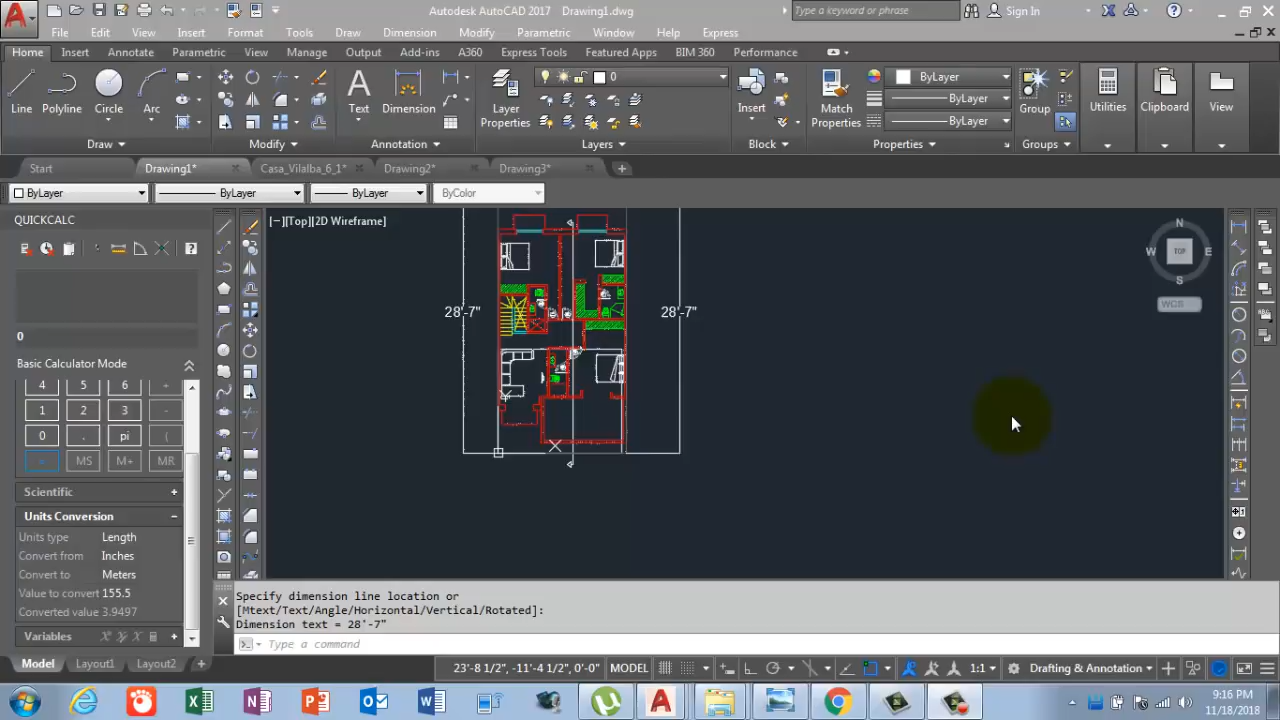 Autodesk AutoCAD 2017 Drawing1.dwg
Type a keyword or phrase
Sign In
File Edit View Insert Format Tools Draw Dimension Modify Parametric Window Help Express
Home Insert Annotate Parametric View Manage Output Add-ins A360 Express Tools Featured Apps BIM 360 Performance
Line Polyline Circle Arc
Text Dimension
Layer Properties
0
Insert
Match Properties
ByLayer
ByLayer
ByLayer
Group
Utilities
Clipboard
View
Draw Modify Annotation Layers Block Properties Groups
Start Drawing1* Casa_Vilalba_6_1* Drawing2* Drawing3*
ByLayer ByLayer ByLayer ByColor
QUICKCALC
[−][Top][2D Wireframe]
N
W TOP E
S
WCS
28'-7" 28'-7"
0
Basic Calculator Mode
4 5 6 +
1 2 3 -
0 . pi (
= MS M+ MR
Scientific +
Units Conversion −
Units type Length
Convert from Inches
Convert to Meters
Value to convert 155.5
Converted value 3.9497
Variables
Specify dimension line location or
[Mtext/Text/Angle/Horizontal/Vertical/Rotated]:
Dimension text = 28'-7"
Type a command
Model Layout1 Layout2 +
23'-8 1/2", -11'-4 1/2", 0'-0" MODEL 1:1 Drafting & Annotation
9:16 PM
11/18/2018